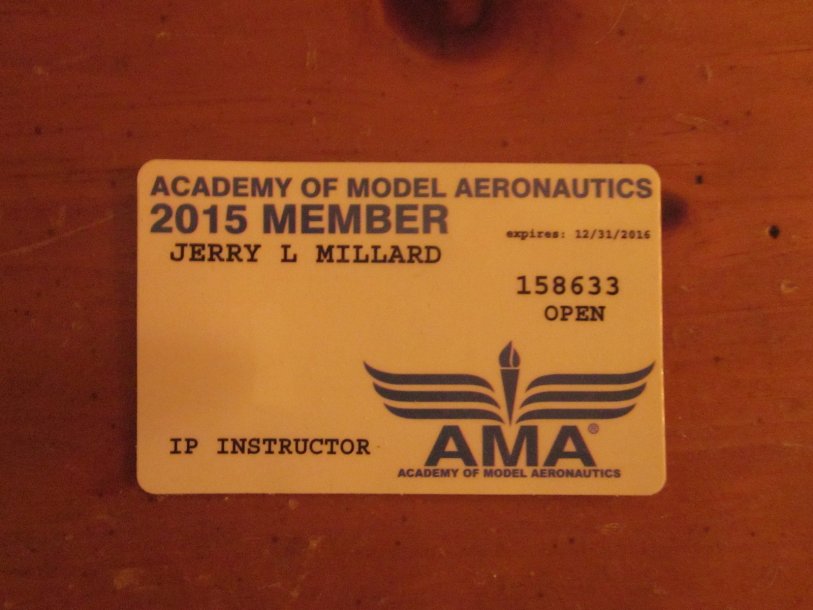 ACADEMY OF MODEL AERONAUTICS
2015 MEMBER
expires: 12/31/2016
JERRY L MILLARD
158633
OPEN
IP INSTRUCTOR
AMA®
ACADEMY OF MODEL AERONAUTICS